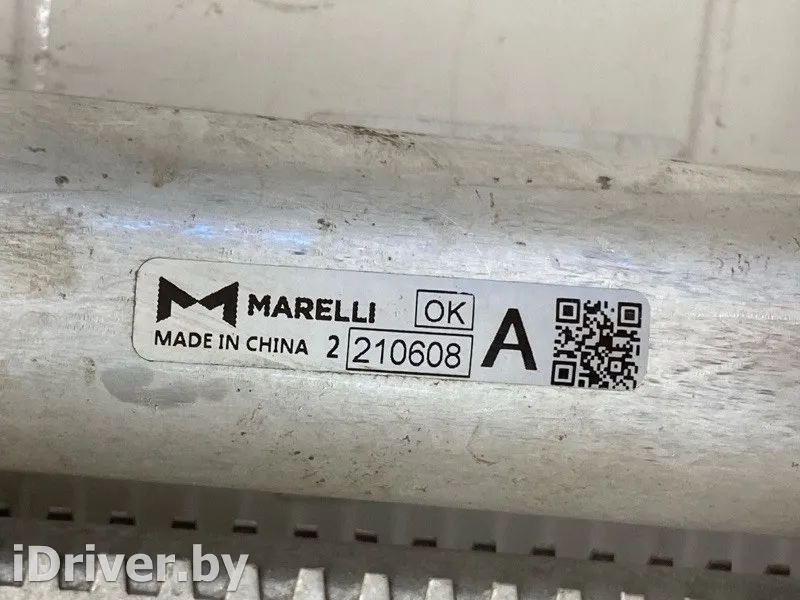 MARELLI OK
MADE IN CHINA 2 210608 A
iDriver.by